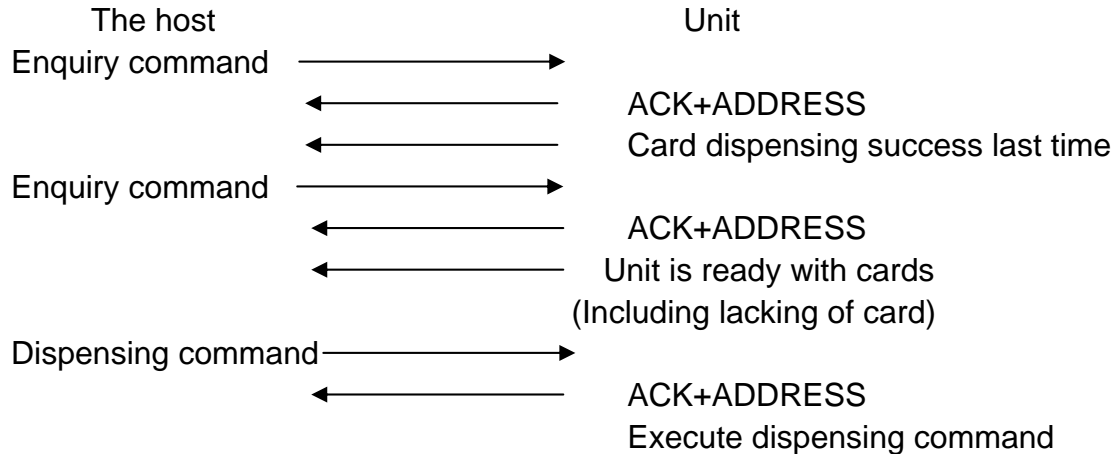 The host Unit
Enquiry command
ACK+ADDRESS
Card dispensing success last time
Enquiry command
ACK+ADDRESS
Unit is ready with cards
(Including lacking of card)
Dispensing command
ACK+ADDRESS
Execute dispensing command